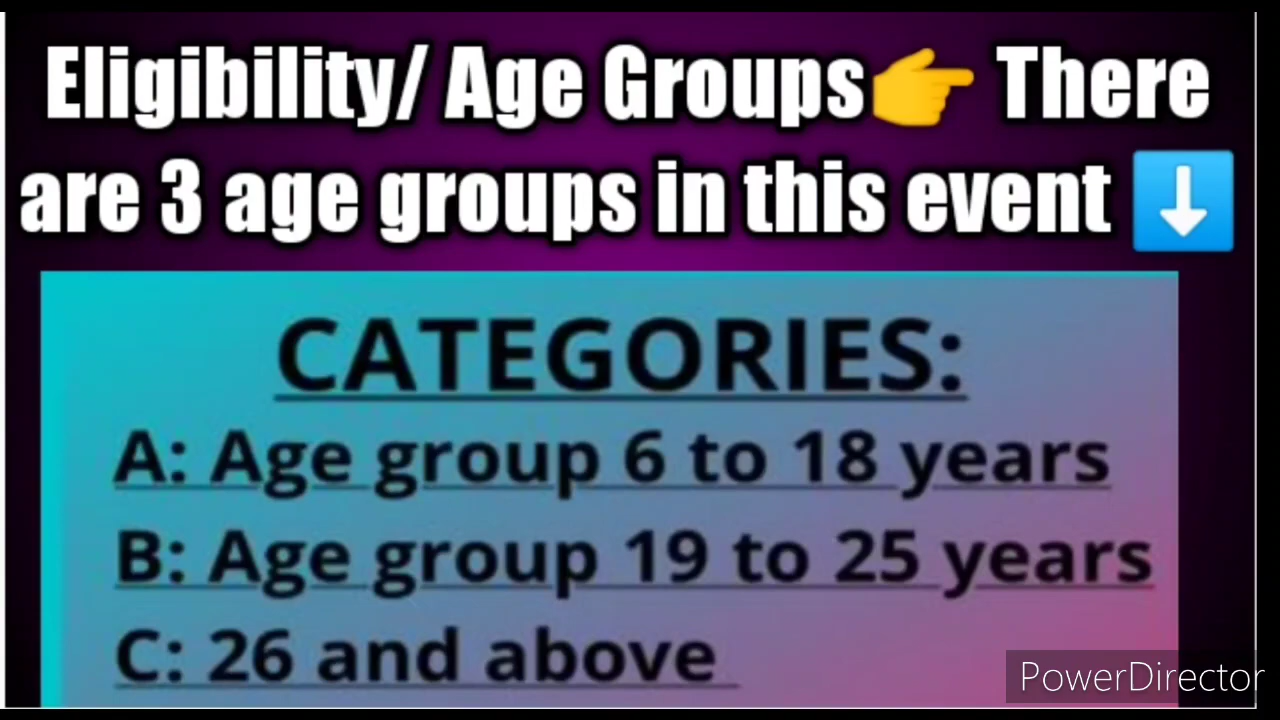 Eligibility/ Age Groups👉 There
are 3 age groups in this event ⬇️
CATEGORIES:
A: Age group 6 to 18 years
B: Age group 19 to 25 years
C: 26 and above
PowerDirector